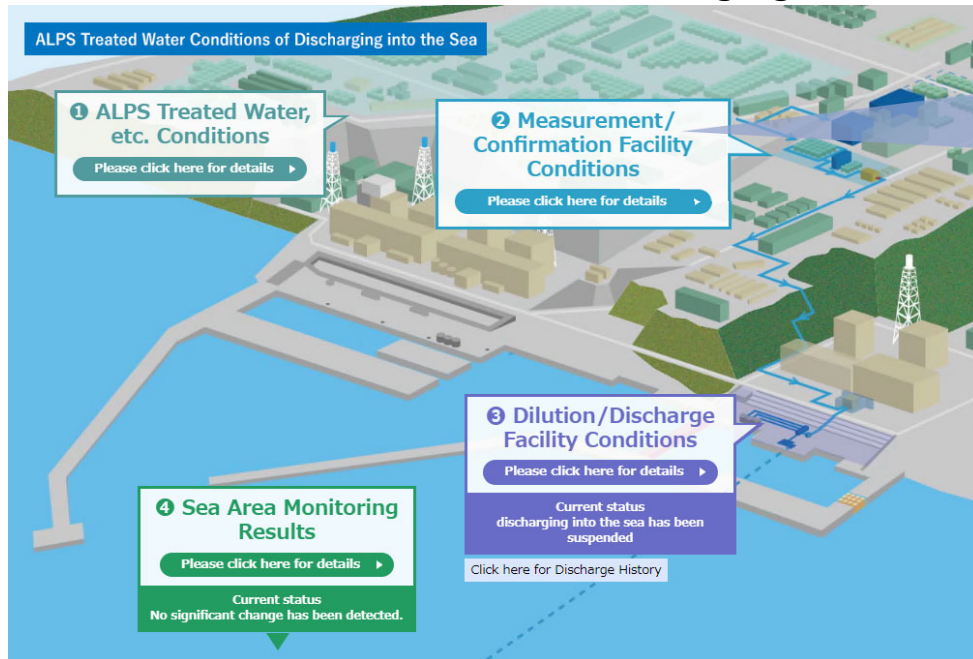 ALPS Treated Water Conditions of Discharging into the Sea
❶ ALPS Treated Water,
etc. Conditions
Please click here for details
❷ Measurement/
Confirmation Facility
Conditions
Please click here for details
❸ Dilution/Discharge
Facility Conditions
Please click here for details
Current status
discharging into the sea has been
suspended
Click here for Discharge History
❹ Sea Area Monitoring
Results
Please click here for details
Current status
No significant change has been detected.